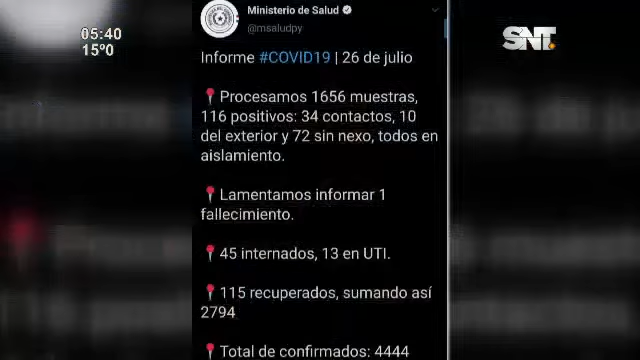 05:40
15º0
SNT.
Ministerio de Salud
@msaludpy
Informe #COVID19 | 26 de julio
Procesamos 1656 muestras,
116 positivos: 34 contactos, 10
del exterior y 72 sin nexo, todos en
aislamiento.
Lamentamos informar 1
fallecimiento.
45 internados, 13 en UTI.
115 recuperados, sumando así
2794
Total de confirmados: 4444